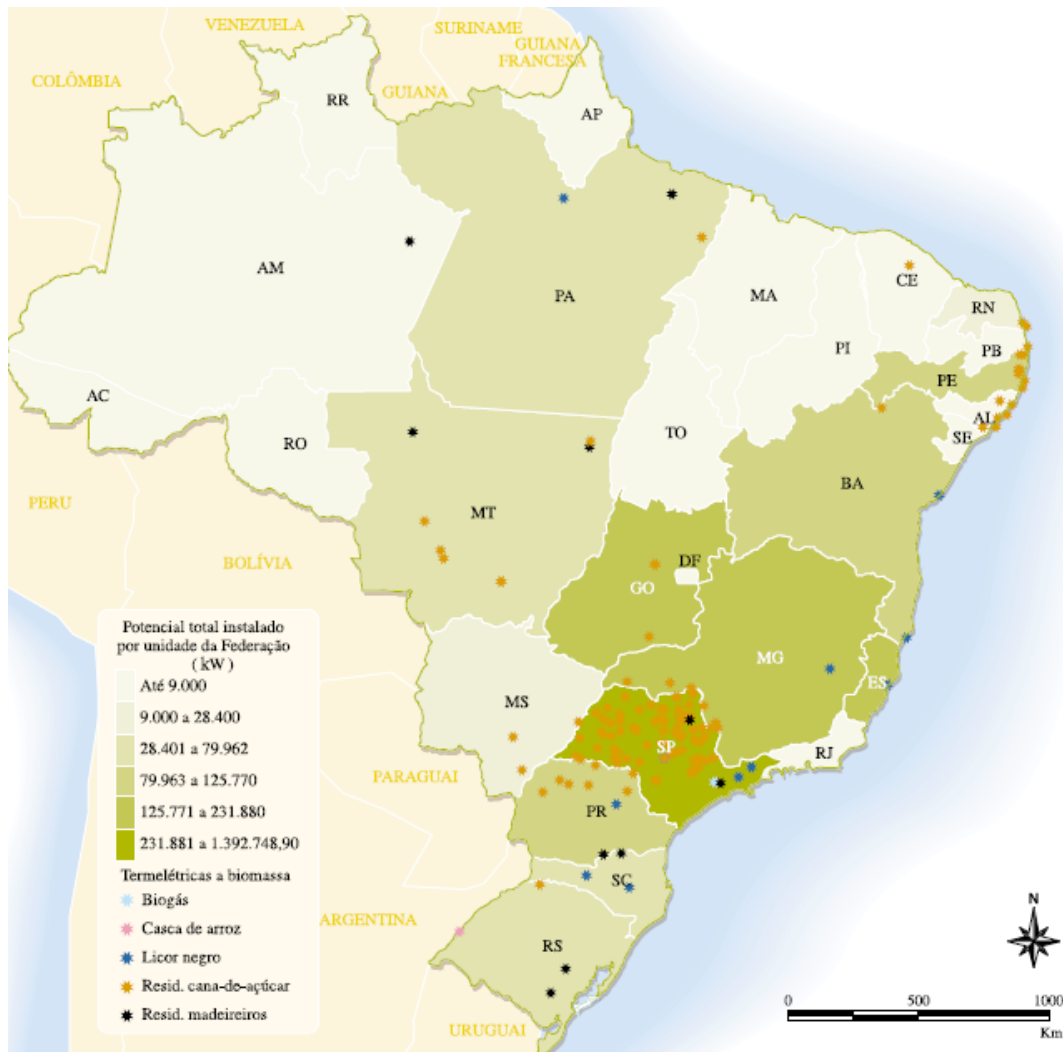 VENEZUELA
SURINAME
GUIANA
FRANCESA
COLÔMBIA
GUIANA
RR
AP
AM
PA
MA
CE
RN
PB
PI
PE
AC
AL
TO
SE
RO
BA
MT
PERU
BOLÍVIA
DF
GO
MG
ES
MS
SP
RJ
PARAGUAI
PR
SC
ARGENTINA
RS
URUGUAI
Potencial total instalado
por unidade da Federação
( kW )
Até 9.000
9.000 a 28.400
28.401 a 79.962
79.963 a 125.770
125.771 a 231.880
231.881 a 1.392.748,90
Termelétricas a biomassa
Biogás
Casca de arroz
Licor negro
Resid. cana-de-açúcar
Resid. madeireiros
N
0 500 1000
Km